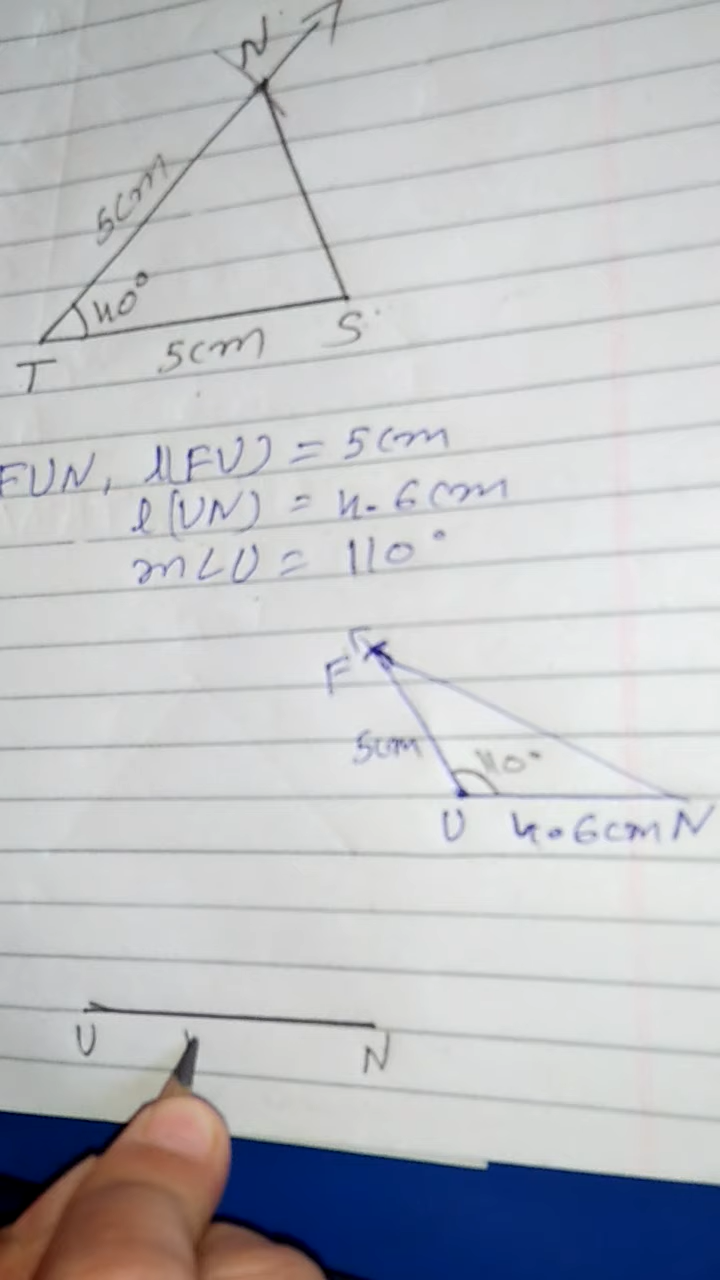 N
5cm
40°
5cm
S
T
FUN, l(FU) = 5cm
l(UN) = 4.6cm
m∠U = 110°
F
5cm
110°
U 4.6cm N
U
N